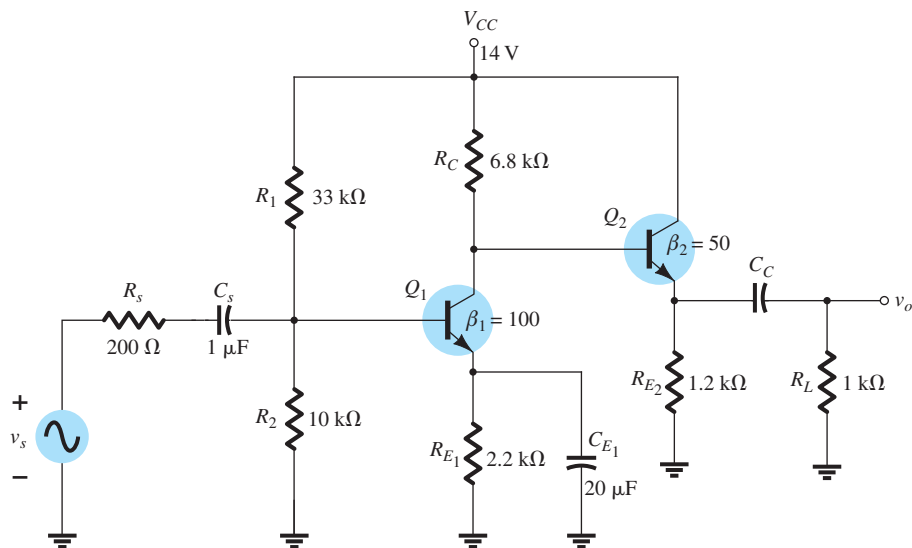 V_CC
14 V
R_C
6.8 kΩ
R_1
33 kΩ
Q_2
β_2 = 50
C_C
v_o
R_s
200 Ω
C_s
1 μF
Q_1
β_1 = 100
R_2
10 kΩ
R_E1
2.2 kΩ
C_E1
20 μF
R_E2
1.2 kΩ
R_L
1 kΩ
+
v_s
−